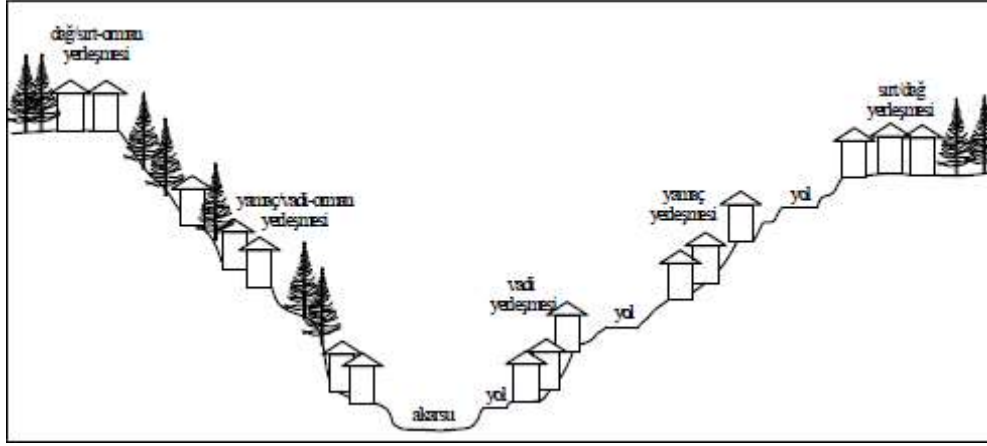 dağ/sırt-orman
yerleşmesi
sırt/dağ
yerleşmesi
yamaç/vadi-orman
yerleşmesi
yamaç
yerleşmesi
yol
vadi
yerleşmesi
yol
akarsu
yol